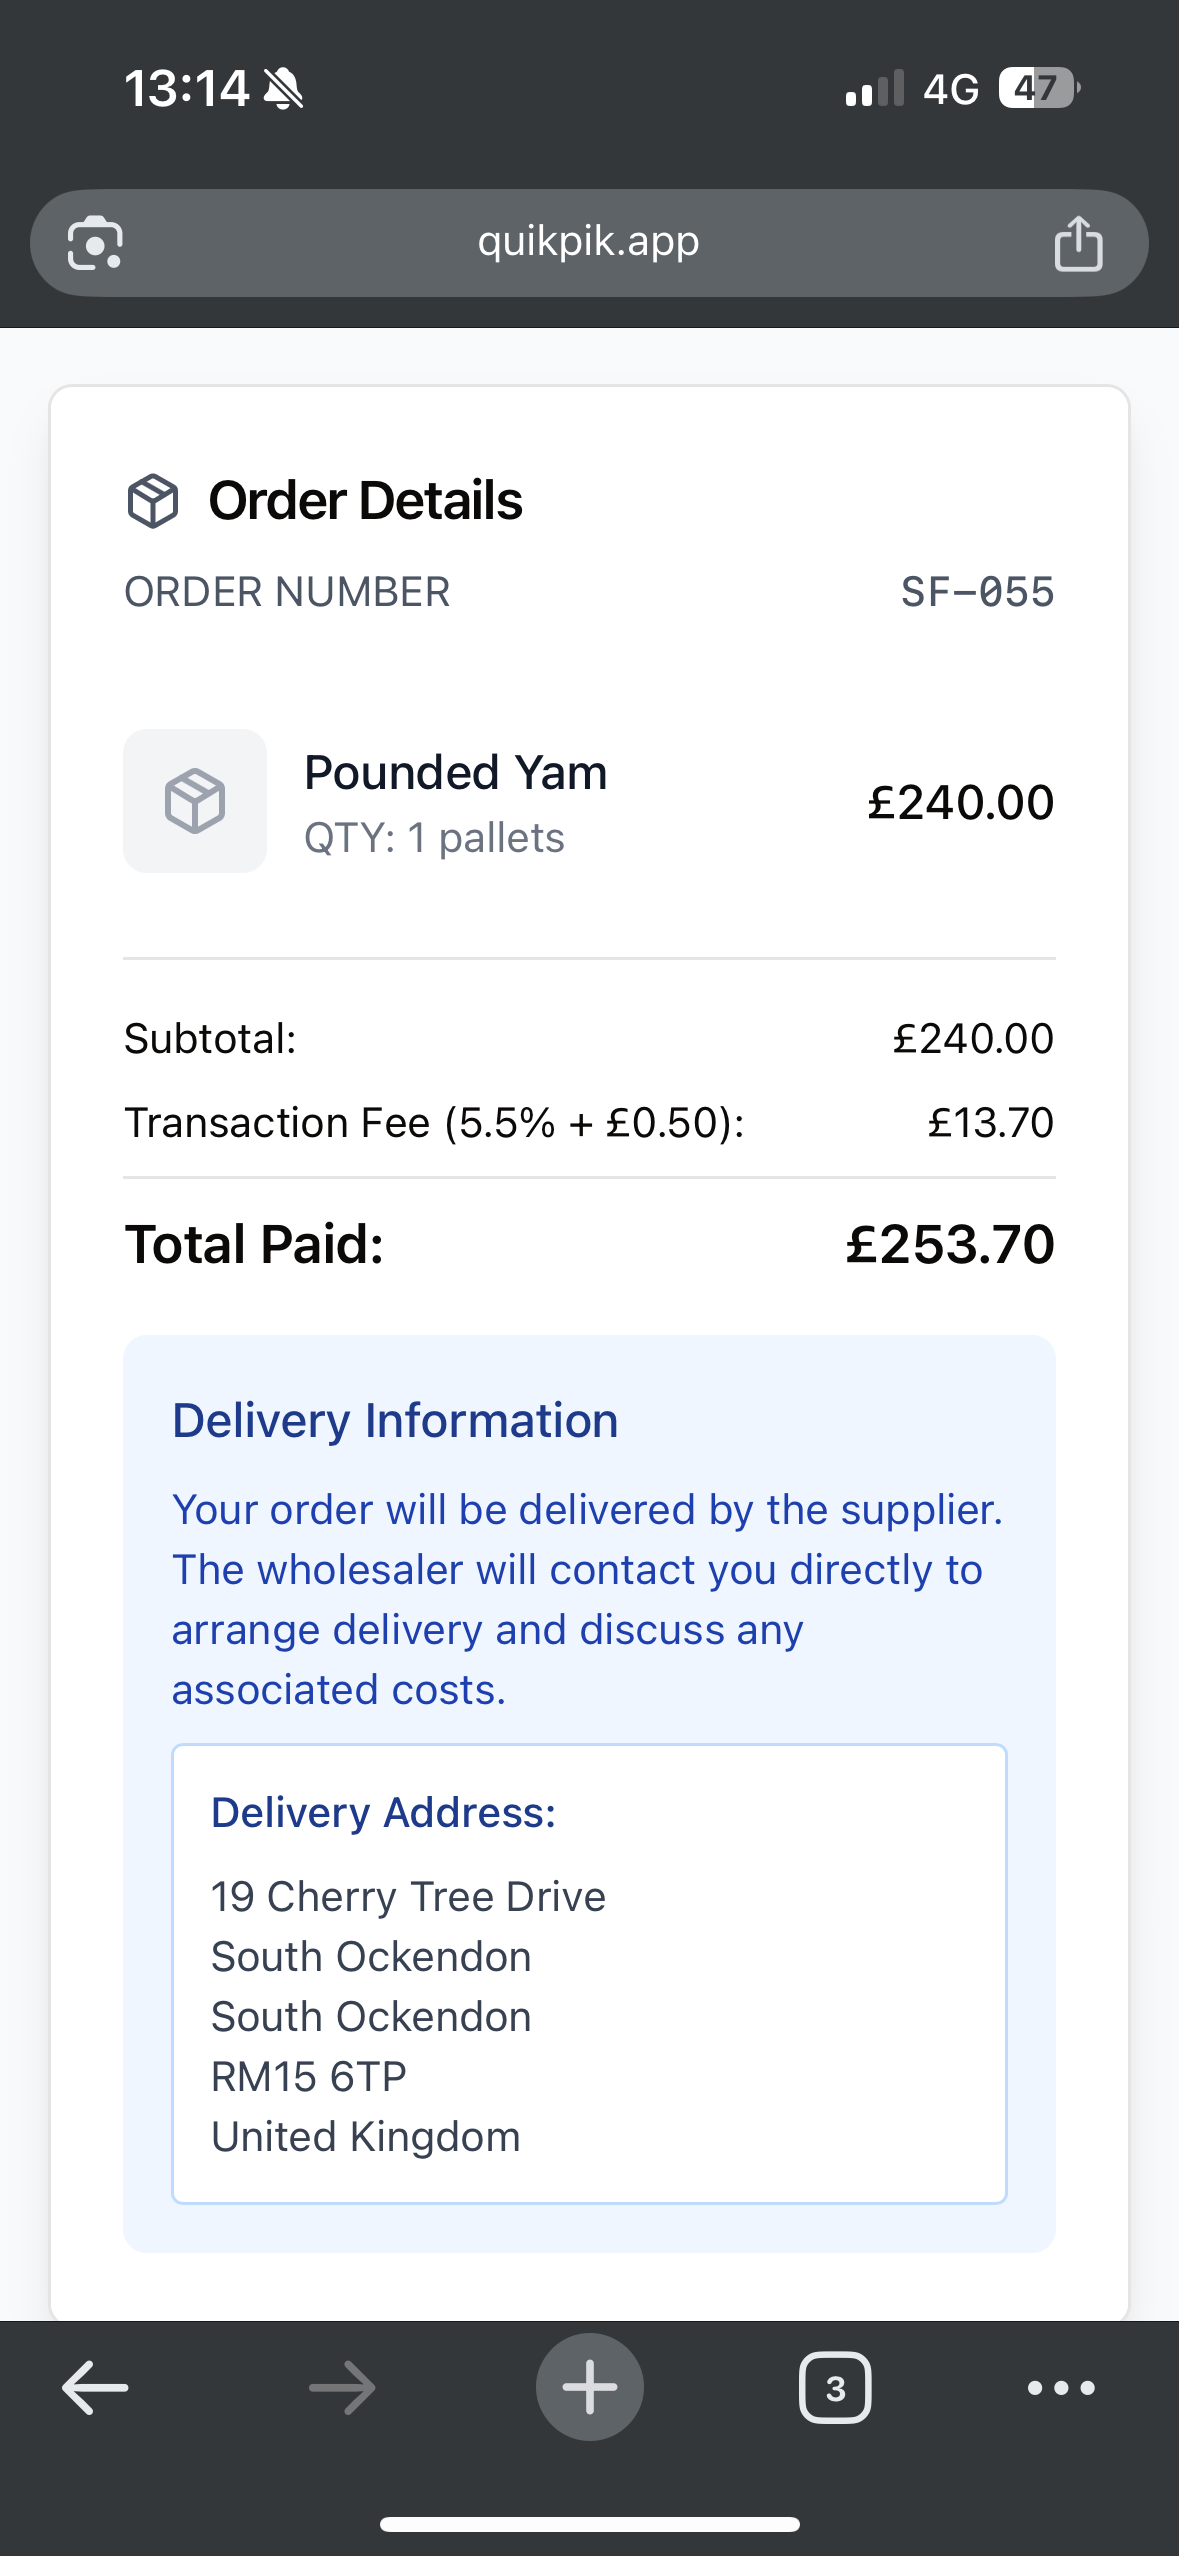 13:14
4G
47
quikpik.app
Order Details
ORDER NUMBER SF-055
Pounded Yam
QTY: 1 pallets
£240.00
Subtotal: £240.00
Transaction Fee (5.5% + £0.50): £13.70
Total Paid: £253.70
Delivery Information
Your order will be delivered by the supplier.
The wholesaler will contact you directly to
arrange delivery and discuss any
associated costs.
Delivery Address:
19 Cherry Tree Drive
South Ockendon
South Ockendon
RM15 6TP
United Kingdom
3